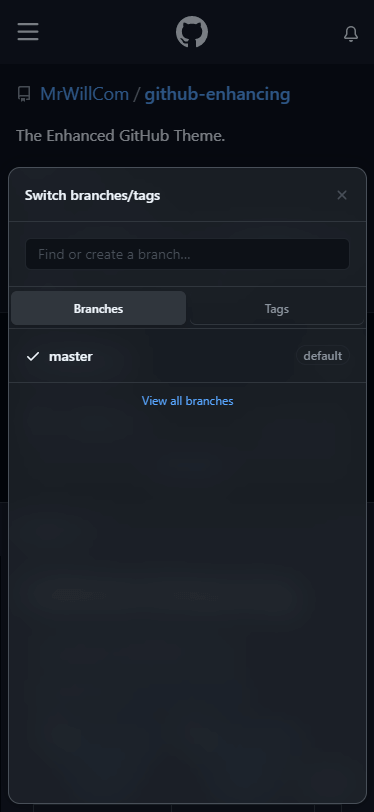 MrWillCom / github-enhancing
The Enhanced GitHub Theme.
Switch branches/tags
Find or create a branch...
Branches Tags
master default
View all branches